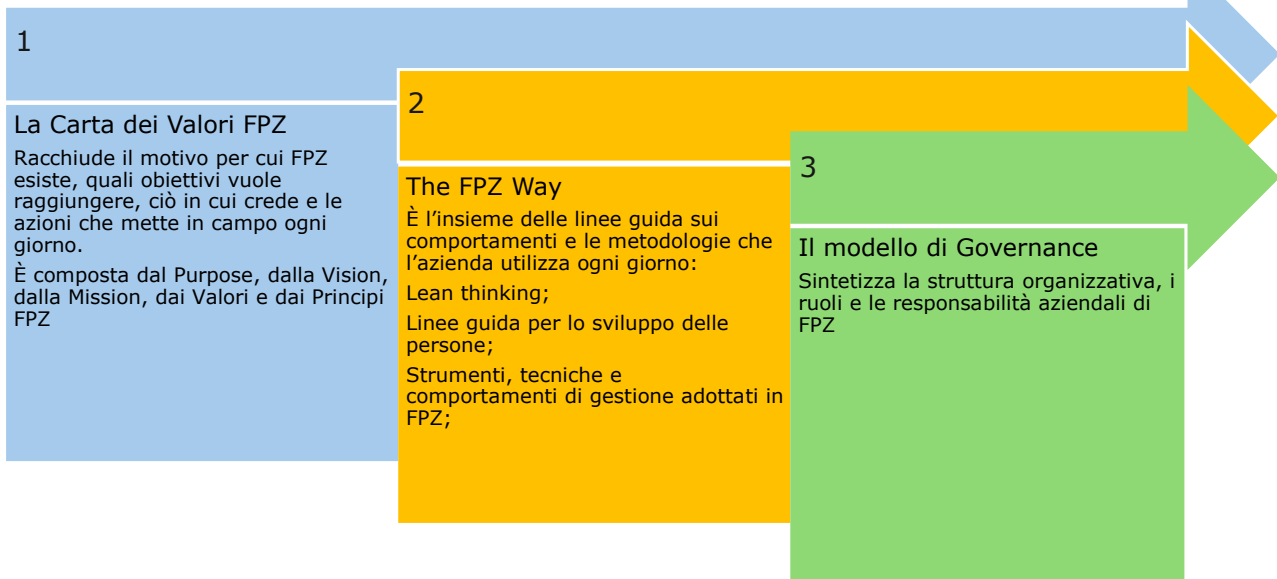 1
La Carta dei Valori FPZ
Racchiude il motivo per cui FPZ
esiste, quali obiettivi vuole
raggiungere, ciò in cui crede e le
azioni che mette in campo ogni
giorno.
È composta dal Purpose, dalla Vision,
dalla Mission, dai Valori e dai Principi
FPZ
2
The FPZ Way
È l’insieme delle linee guida sui
comportamenti e le metodologie che
l’azienda utilizza ogni giorno:
Lean thinking;
Linee guida per lo sviluppo delle
persone;
Strumenti, tecniche e
comportamenti di gestione adottati in
FPZ;
3
Il modello di Governance
Sintetizza la struttura organizzativa, i
ruoli e le responsabilità aziendali di
FPZ